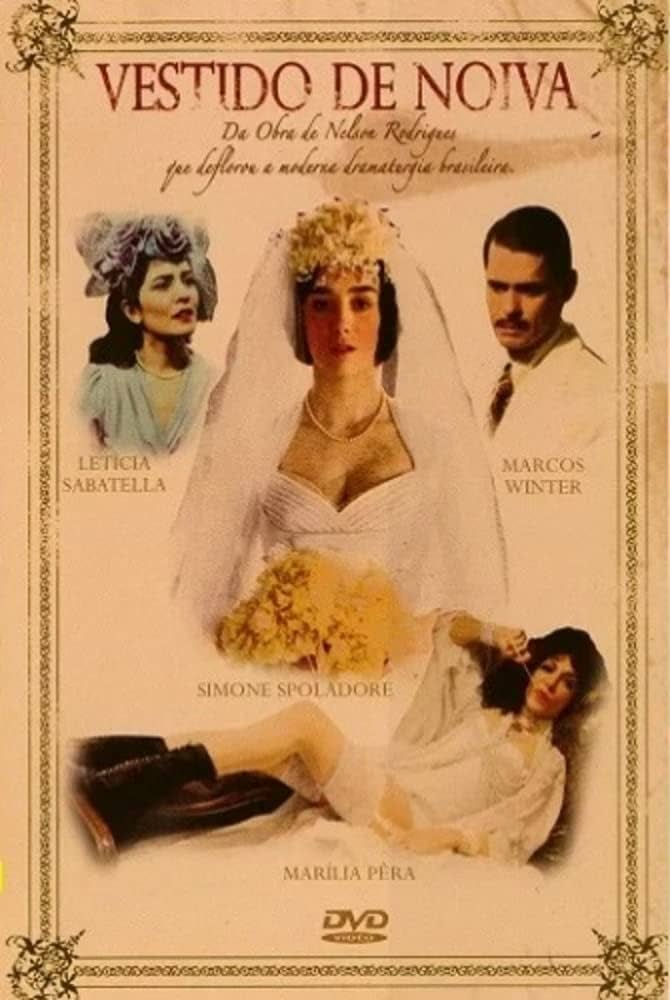 VESTIDO DE NOIVA
Da Obra de Nelson Rodrigues
que deflorou a moderna dramaturgia brasileira.
LETICIA
SABATELLA
MARCOS
WINTER
SIMONE SPOLADORE
MARÍLIA PÊRA
DVD
VIDEO